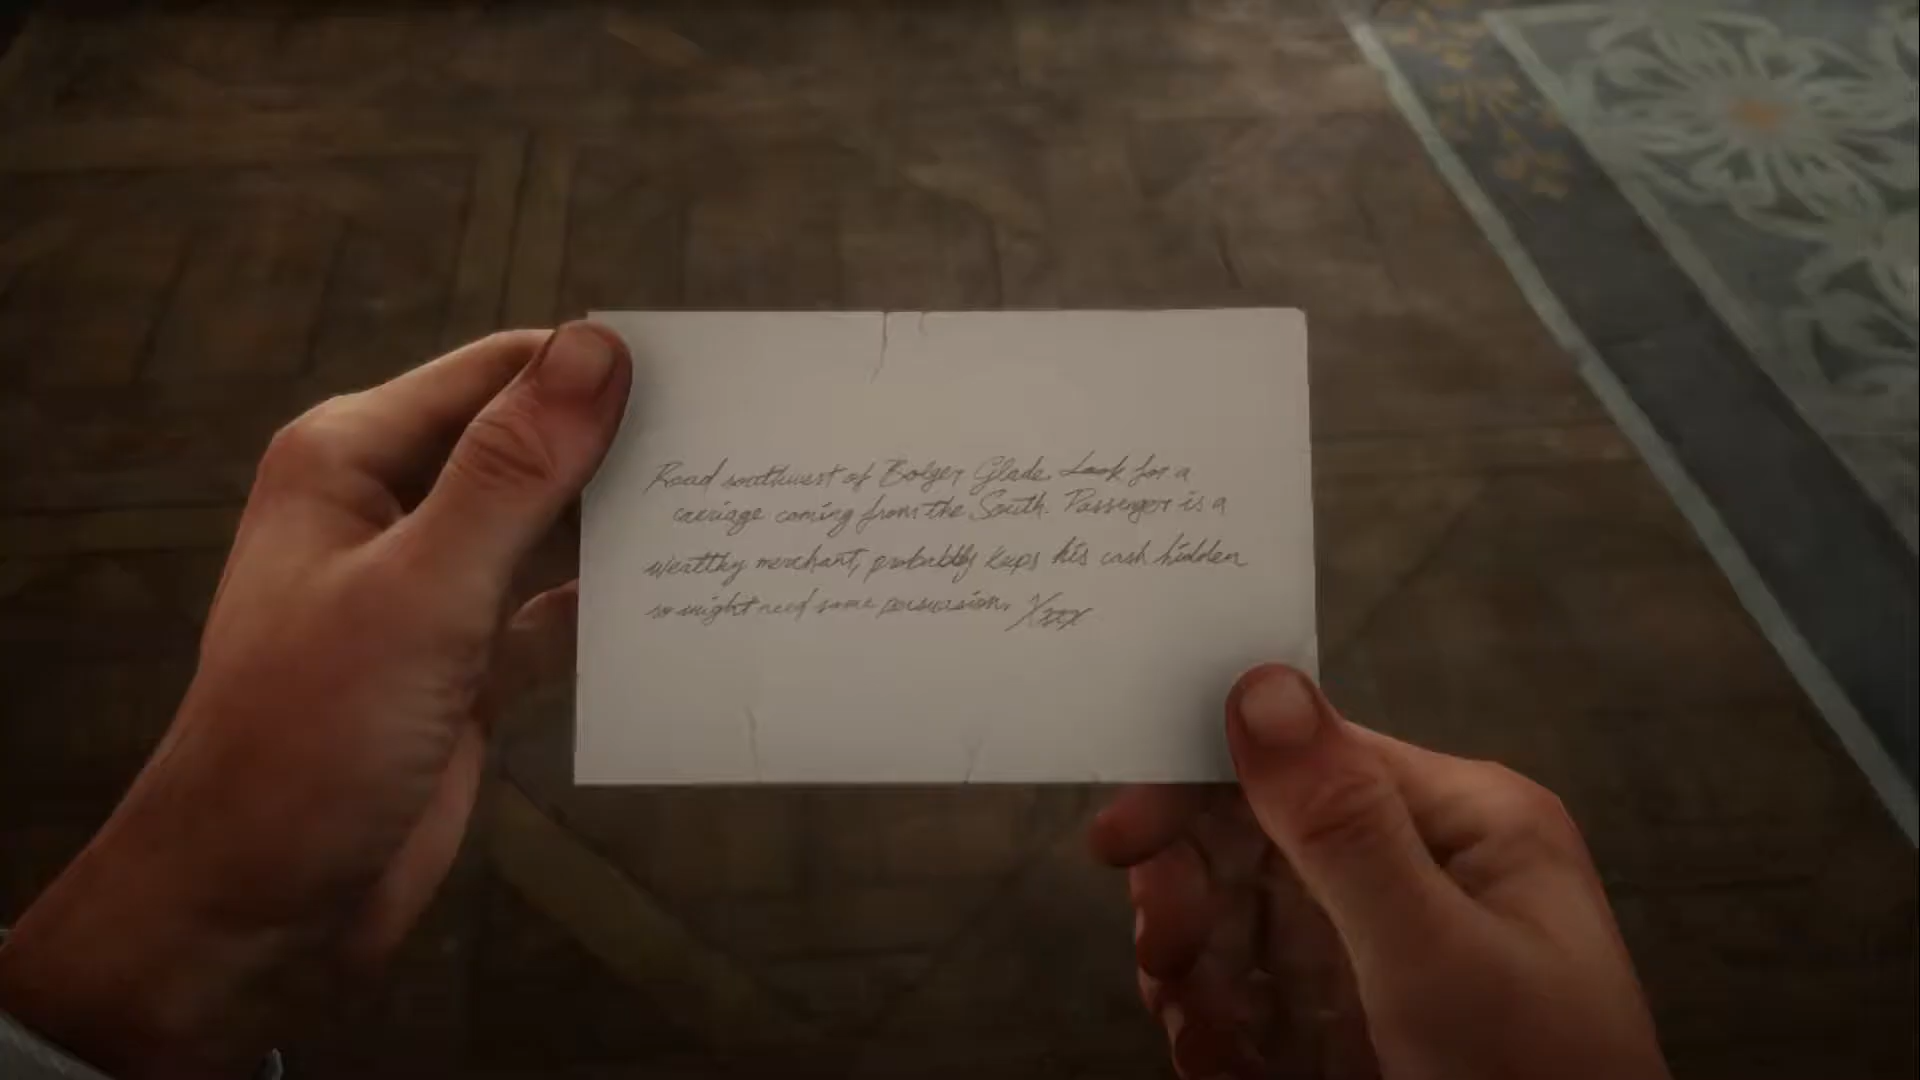 Road southwest of Bolger Glade. Look for a
carriage coming from the South. Passenger is a
wealthy merchant, probably keeps his cash hidden
so might need some persuasion.